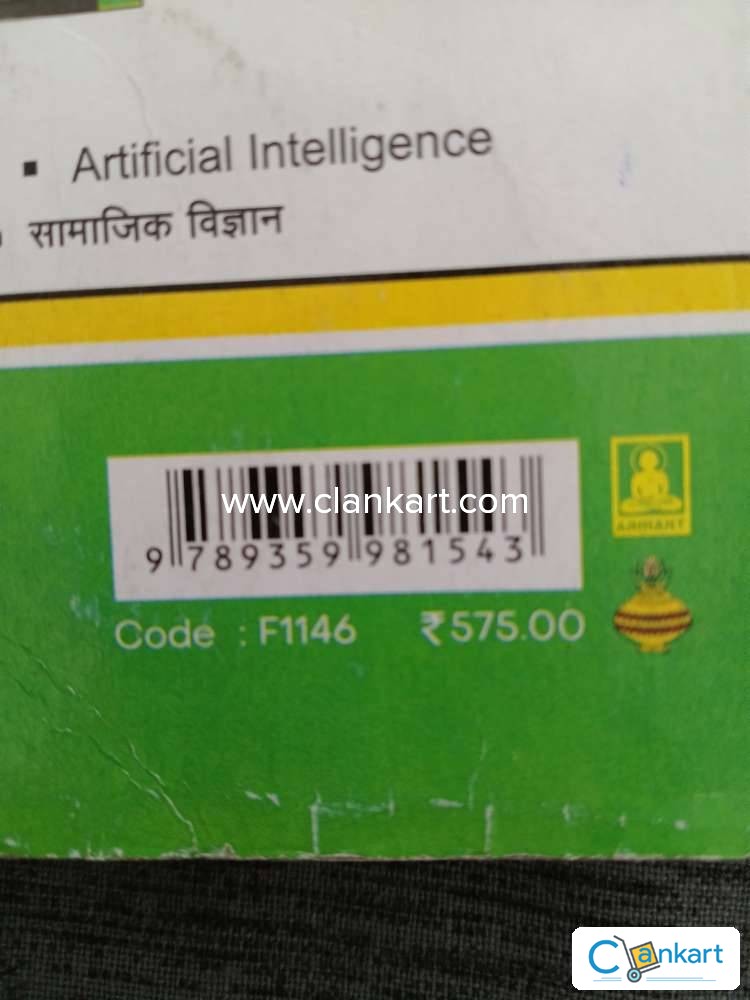 ▪ Artificial Intelligence
सामाजिक विज्ञान
www.clankart.com
9 789359 981543
ARIHANT
Code : F1146 ₹575.00
Clankart